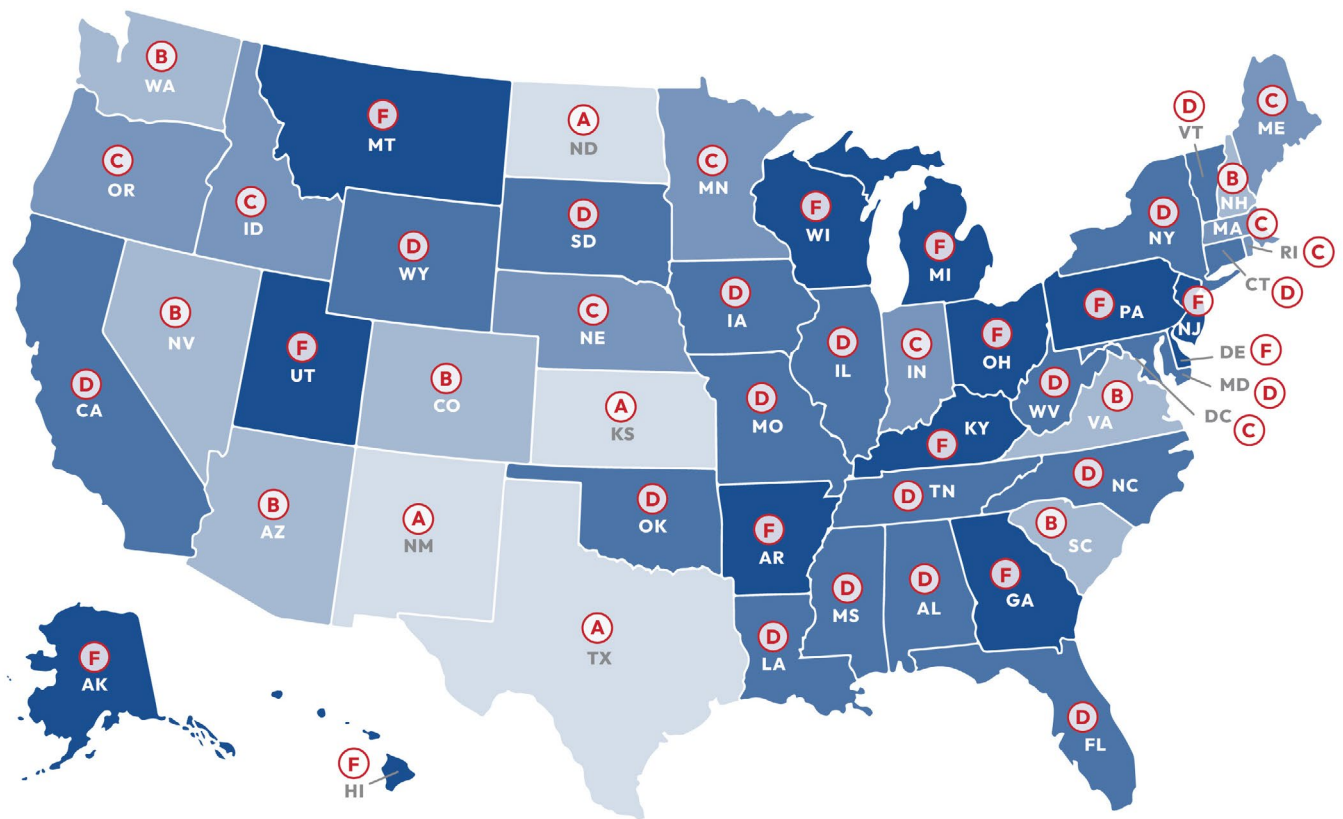 B
WA
C
OR
C
ID
F
MT
A
ND
C
MN
D
WY
D
SD
F
WI
F
MI
D
NY
D
VT
B
NH
C
ME
MA C
RI C
CT D
D
CA
B
NV
F
UT
B
CO
C
NE
D
IA
D
IL
C
IN
F
OH
F PA
F
NJ
DE F
MD D
DC C
D
WV
B
VA
A
KS
D
MO
F
KY
D TN
D NC
B
SC
B
AZ
A
NM
D
OK
F
AR
D
MS
D
AL
F
GA
A
TX
D
LA
D
FL
F
AK
F
HI